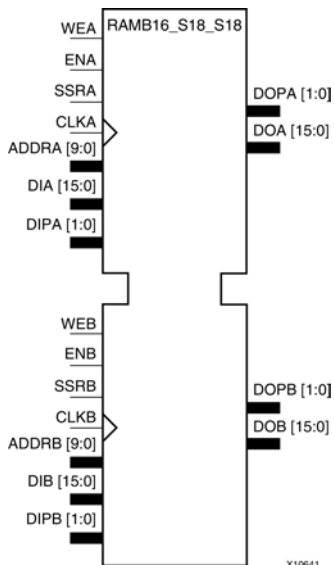 RAMB16_S18_S18
WEA
ENA
SSRA
CLKA
ADDRA [9:0]
DIA [15:0]
DIPA [1:0]
DOPA [1:0]
DOA [15:0]
WEB
ENB
SSRB
CLKB
ADDRB [9:0]
DIB [15:0]
DIPB [1:0]
DOPB [1:0]
DOB [15:0]
X10641